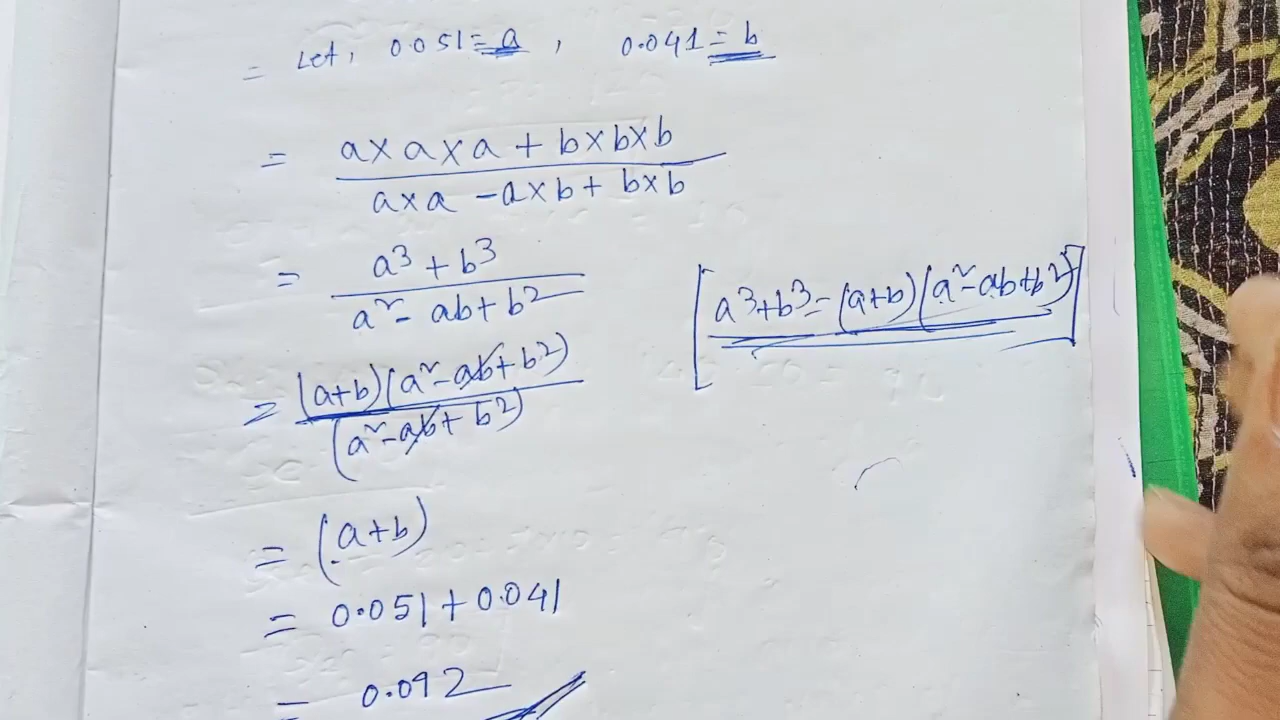 = Let, 0.051 = a, 0.041 = b
= a×a×a + b×b×b
a×a - a×b + b×b
= a³ + b³
a² - ab + b²
[a³+b³ = (a+b)(a²-ab+b²)]
= (a+b)(a²-ab+b²)
(a²-ab+b²)
= (a+b)
= 0.051 + 0.041
= 0.092